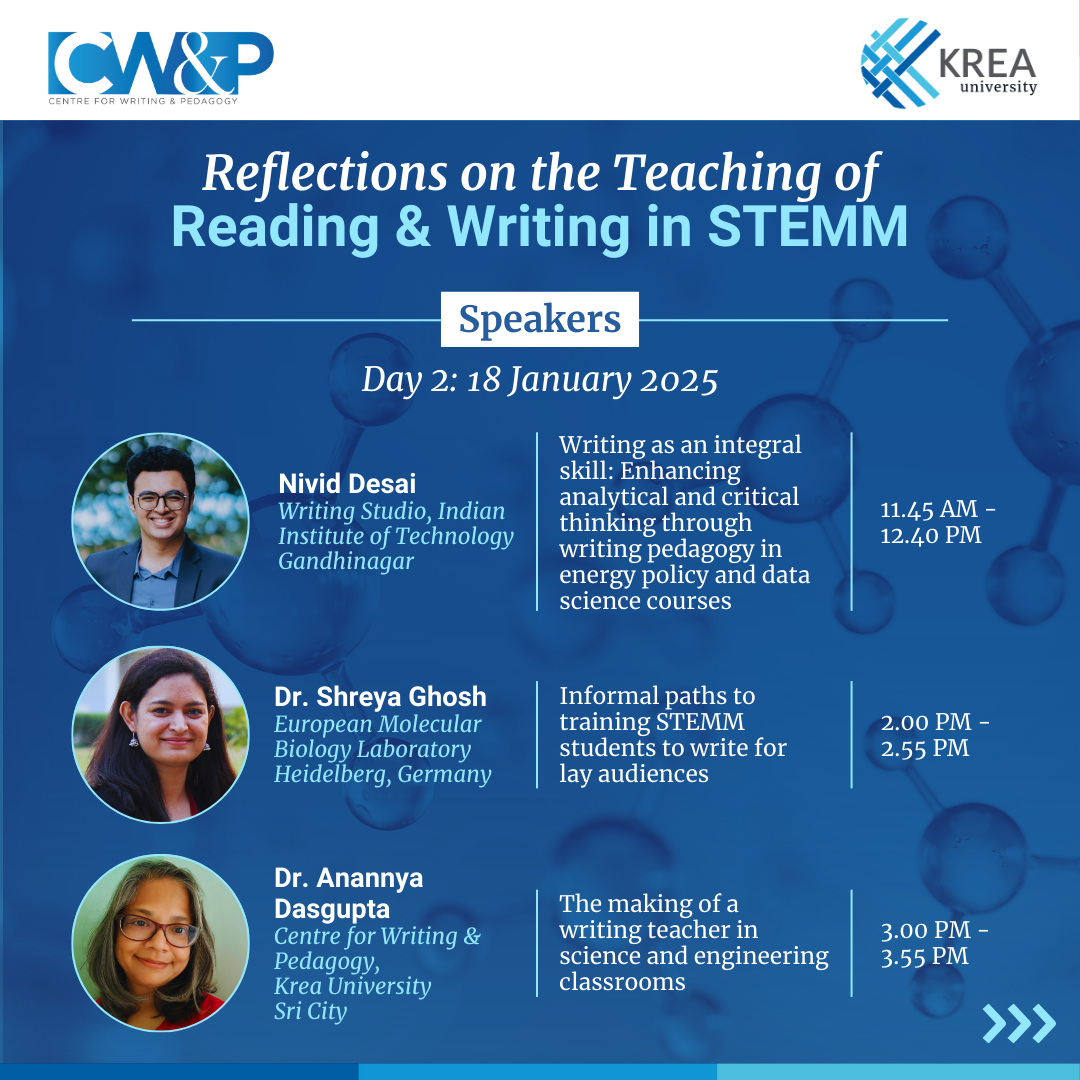 CW&P
CENTRE FOR WRITING & PEDAGOGY
KREA
university
Reflections on the Teaching of
Reading & Writing in STEMM
Speakers
Day 2: 18 January 2025
Nivid Desai
Writing Studio, Indian
Institute of Technology
Gandhinagar
Writing as an integral
skill: Enhancing
analytical and critical
thinking through
writing pedagogy in
energy policy and data
science courses
11.45 AM -
12.40 PM
Dr. Shreya Ghosh
European Molecular
Biology Laboratory
Heidelberg, Germany
Informal paths to
training STEMM
students to write for
lay audiences
2.00 PM -
2.55 PM
Dr. Anannya
Dasgupta
Centre for Writing &
Pedagogy,
Krea University
Sri City
The making of a
writing teacher in
science and engineering
classrooms
3.00 PM -
3.55 PM